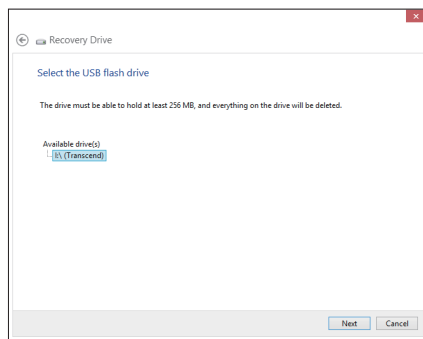 Recovery Drive
Select the USB flash drive
The drive must be able to hold at least 256 MB, and everything on the drive will be deleted.
Available drive(s)
I:\ (Transcend)
Next Cancel